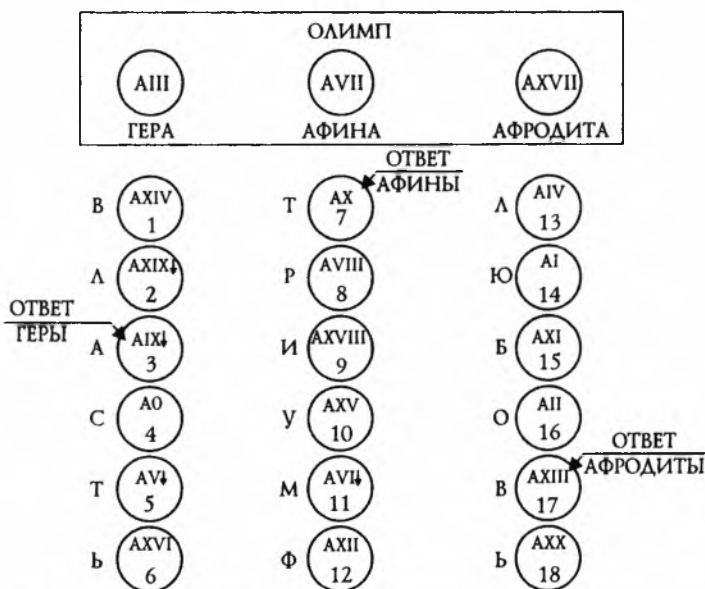 ОЛИМП
AIII AVII AXVII
ГЕРА АФИНА АФРОДИТА
ОТВЕТ
АФИНЫ
В AXIV 1 Т AX 7 Л AIV 13
Л AXIX↓ 2 Р AVIII 8 Ю AI 14
ОТВЕТ
ГЕРЫ
А AIX↓ 3 И AXVIII 9 Б AXI 15
С A0 4 У AXV 10 О AII 16
ОТВЕТ
АФРОДИТЫ
Т AV↓ 5 М AVI↓ 11 В AXIII 17
Ь AXVI 6 Ф AXII 12 Ь AXX 18